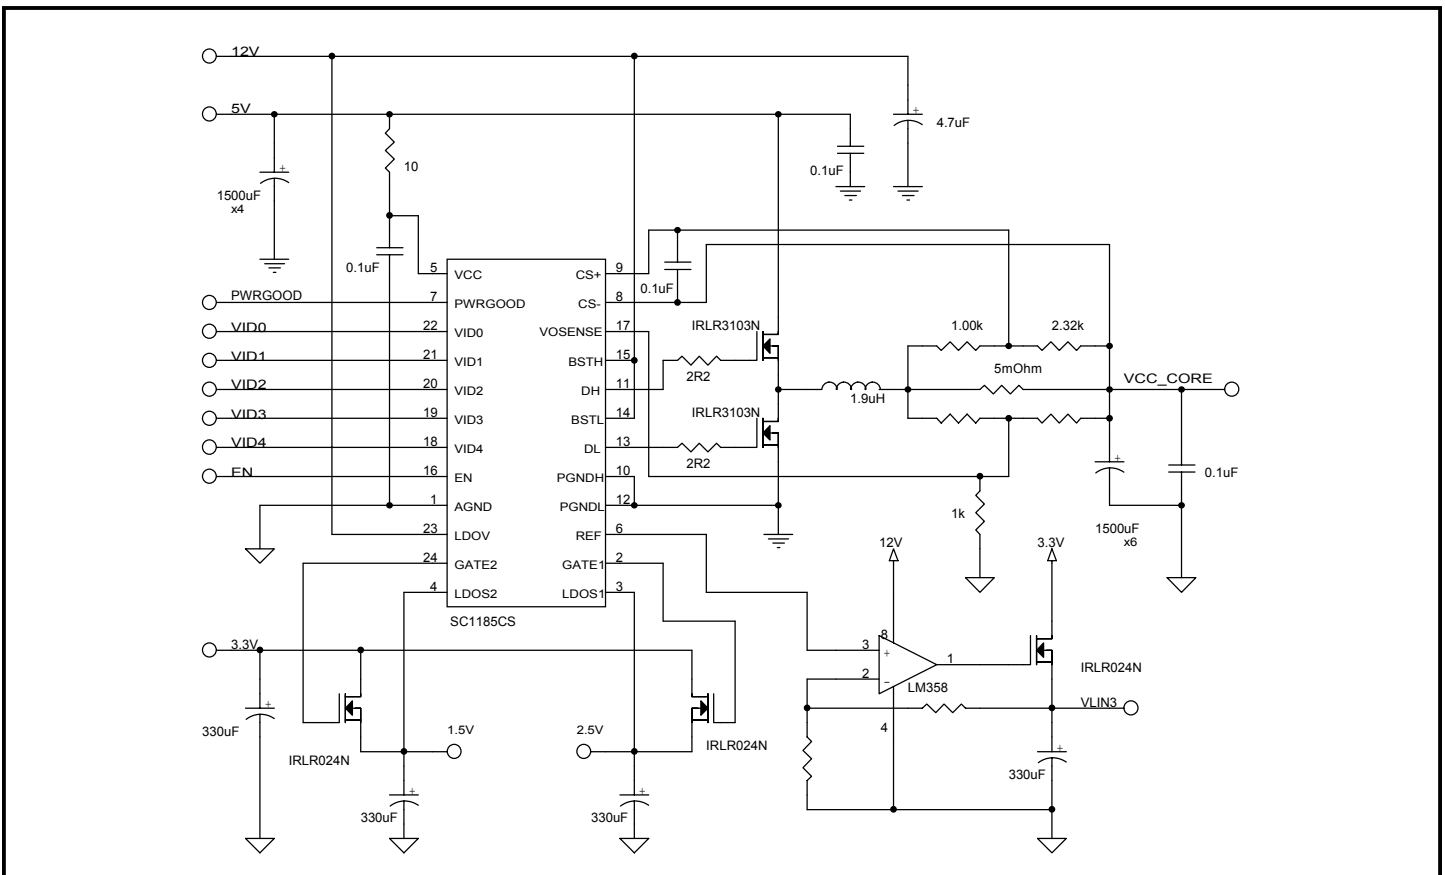 12V
5V
+
4.7uF
10
0.1uF
+
1500uF
x4
0.1uF
5 VCC
CS+ 9
0.1uF
PWRGOOD 7 PWRGOOD
CS- 8
VID0 22 VID0
VOSENSE 17
IRLR3103N
1.00k 2.32k
VID1 21 VID1
BSTH 15
2R2
5mOhm
VCC_CORE
VID2 20 VID2
DH 11
1.9uH
VID3 19 VID3
BSTL 14
IRLR3103N
VID4 18 VID4
DL 13
2R2
+
0.1uF
EN 16 EN
PGNDH 10
1 AGND
PGNDL 12
1k
1500uF
x6
23 LDOV
REF 6
12V
3.3V
24 GATE2
GATE1 2
4 LDOS2
LDOS1 3
SC1185CS
3.3V
8
3 +
1
2 −
LM358
IRLR024N
4
VLIN3
+
330uF
1.5V
2.5V
IRLR024N
IRLR024N
+
330uF
+
330uF
+
330uF